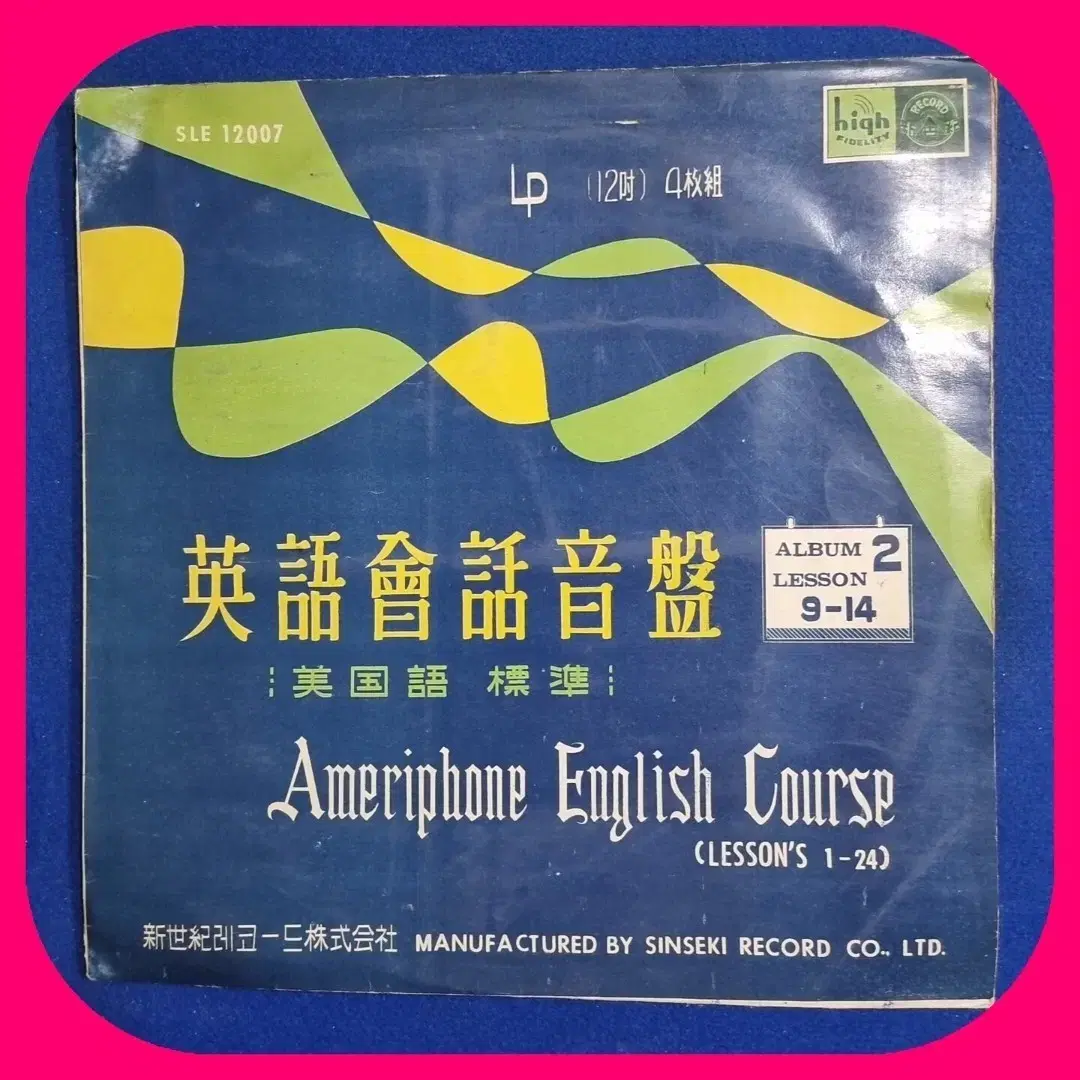 SLE 12007
high
FIDELITY
RECORD
LP (12吋) 4枚組
英語會話音盤
ALBUM 2
LESSON
9-14
美国語 標準
Ameriphone English Course
(LESSON'S 1-24)
新世紀레코ー드株式会社 MANUFACTURED BY SINSEKI RECORD CO., LTD.